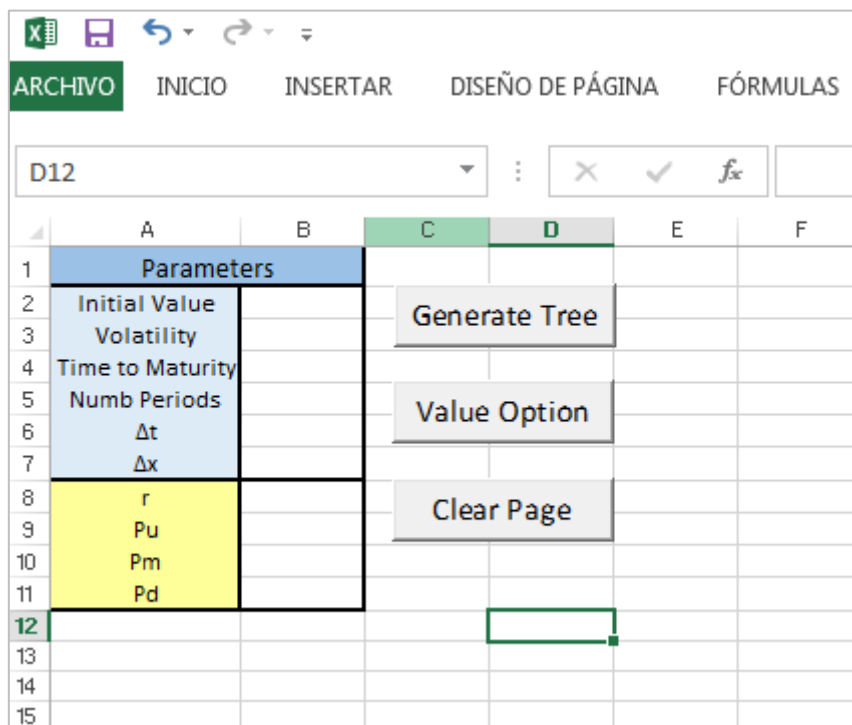 ARCHIVO INICIO INSERTAR DISEÑO DE PÁGINA FÓRMULAS
D12 fx
A B C D E F
1 Parameters
2 Initial Value
3 Volatility
4 Time to Maturity
5 Numb Periods
6 Δt
7 Δx
8 r
9 Pu
10 Pm
11 Pd
12
13
14
15
Generate Tree
Value Option
Clear Page